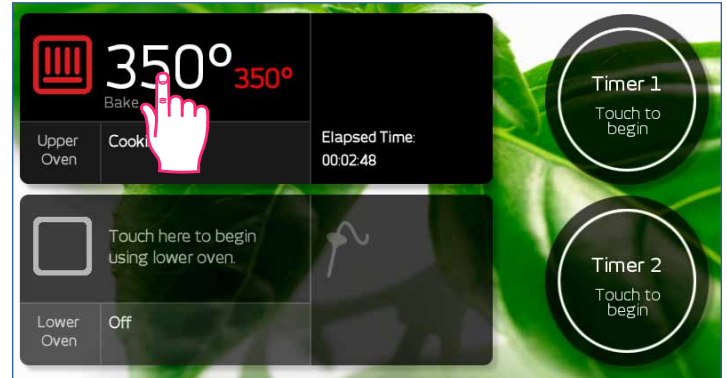 350° 350°
Bake
Upper
Oven
Elapsed Time:
00:02:48
Touch here to begin
using lower oven.
Lower
Oven
Off
Timer 1
Touch to
begin
Timer 2
Touch to
begin